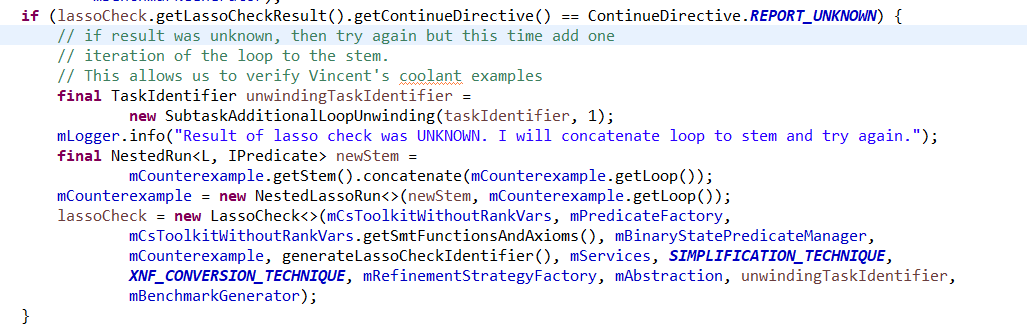 if (lassoCheck.getLassoCheckResult().getContinueDirective() == ContinueDirective.REPORT_UNKNOWN) {
// if result was unknown, then try again but this time add one
// iteration of the loop to the stem.
// This allows us to verify Vincent's coolant examples
final TaskIdentifier unwindingTaskIdentifier =
new SubtaskAdditionalLoopUnwinding(taskIdentifier, 1);
mLogger.info("Result of lasso check was UNKNOWN. I will concatenate loop to stem and try again.");
final NestedRun<L, IPredicate> newStem =
mCounterexample.getStem().concatenate(mCounterexample.getLoop());
mCounterexample = new NestedLassoRun<>(newStem, mCounterexample.getLoop());
lassoCheck = new LassoCheck<>(mCsToolkitWithoutRankVars, mPredicateFactory,
mCsToolkitWithoutRankVars.getSmtFunctionsAndAxioms(), mBinaryStatePredicateManager,
mCounterexample, generateLassoCheckIdentifier(), mServices, SIMPLIFICATION_TECHNIQUE,
XNF_CONVERSION_TECHNIQUE, mRefinementStrategyFactory, mAbstraction, unwindingTaskIdentifier,
mBenchmarkGenerator);
}